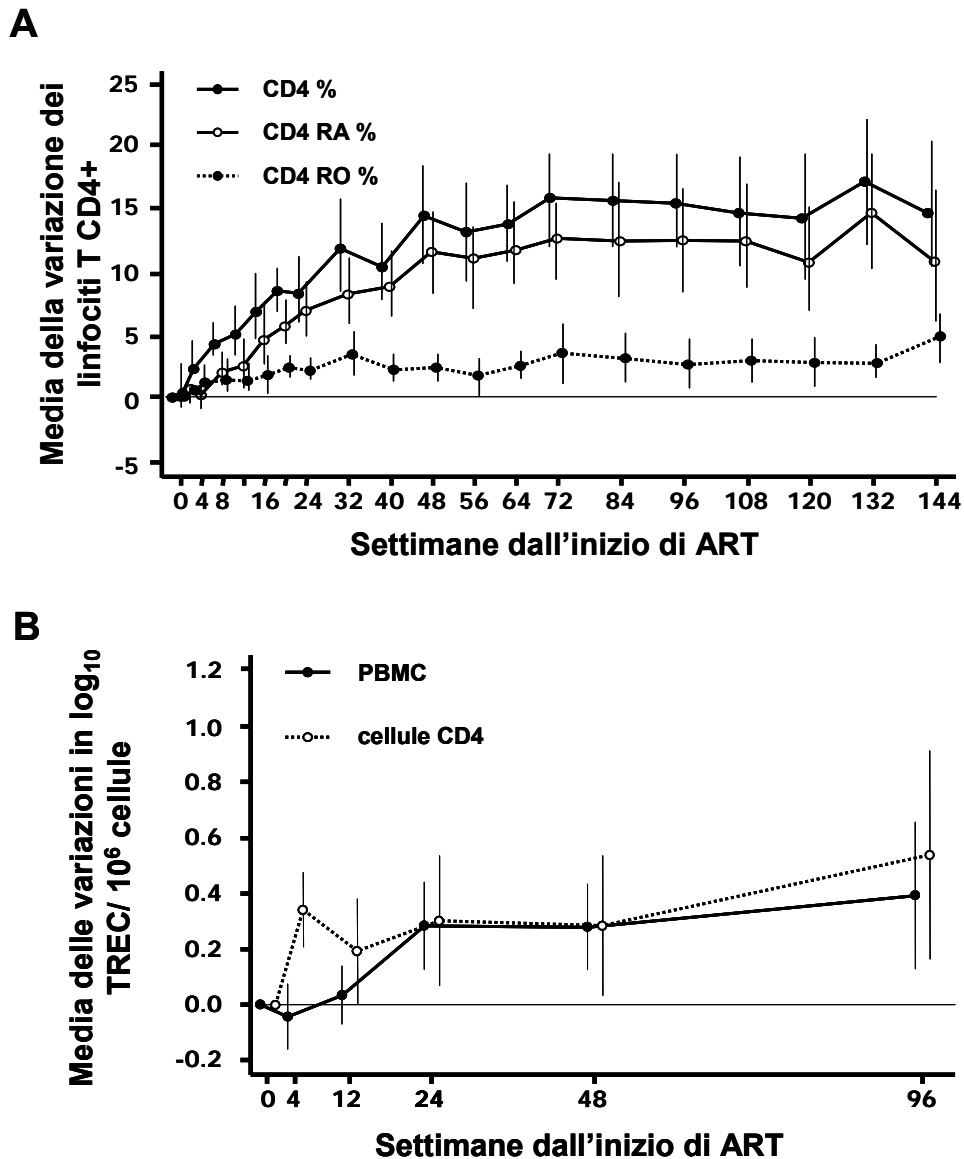 A
Media della variazione dei
linfociti T CD4+
25
20
15
10
5
0
-5
CD4 %
CD4 RA %
CD4 RO %
0 4 8 16 24 32 40 48 56 64 72 84 96 108 120 132 144
Settimane dall'inizio di ART
B
Media delle variazioni in log10
TREC/ 10⁶ cellule
1.2
1.0
0.8
0.6
0.4
0.2
0.0
-0.2
PBMC
cellule CD4
0 4 12 24 48 96
Settimane dall'inizio di ART